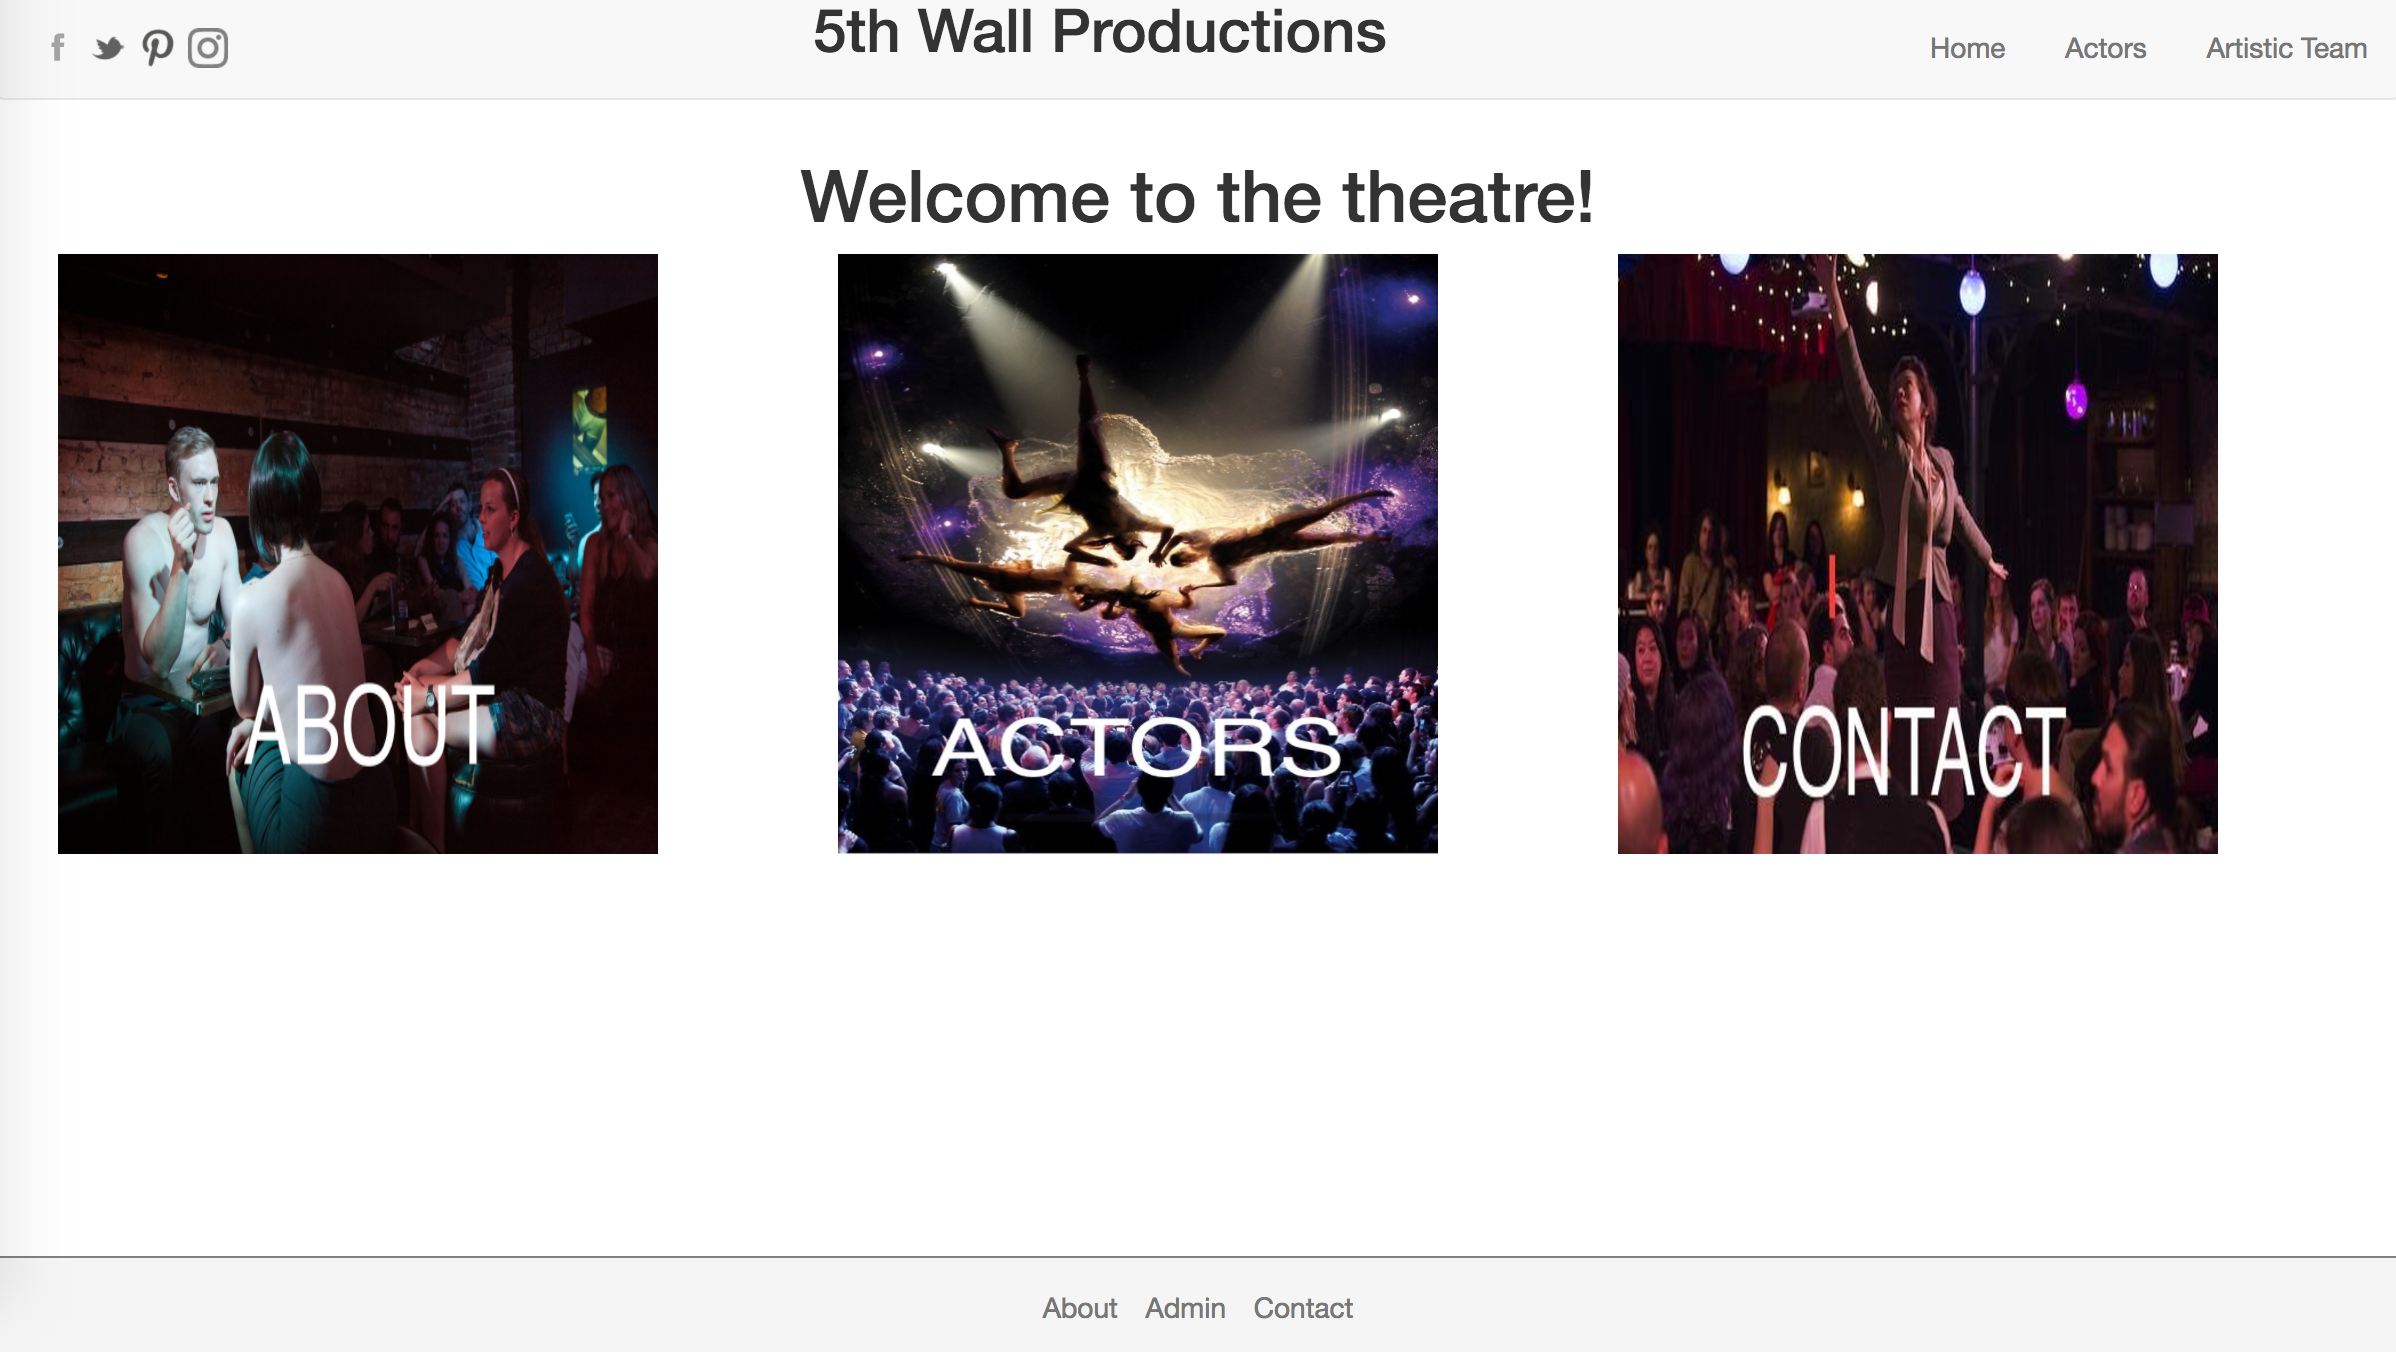 5th Wall Productions
Home Actors Artistic Team
Welcome to the theatre!
ABOUT
ACTORS
CONTACT
About Admin Contact